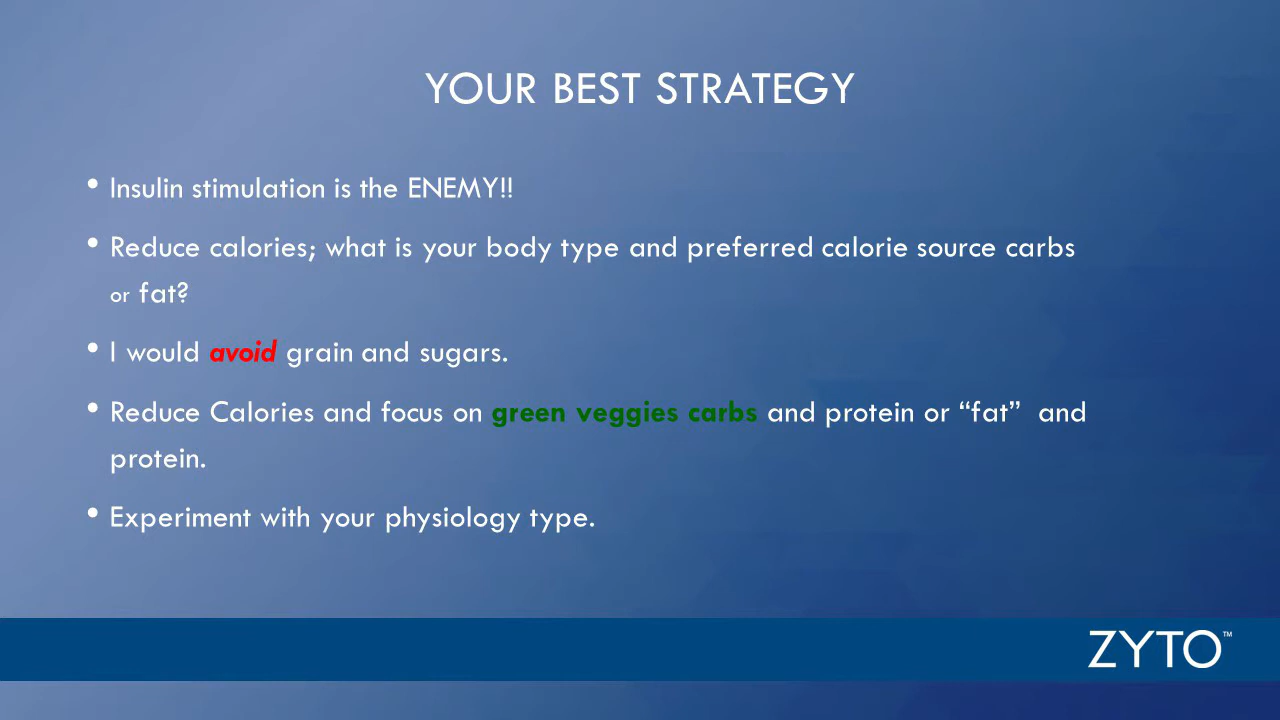 YOUR BEST STRATEGY
• Insulin stimulation is the ENEMY!!
• Reduce calories; what is your body type and preferred calorie source carbs
or fat?
• I would avoid grain and sugars.
• Reduce Calories and focus on green veggies carbs and protein or “fat”  and
protein.
• Experiment with your physiology type.
ZYTO™